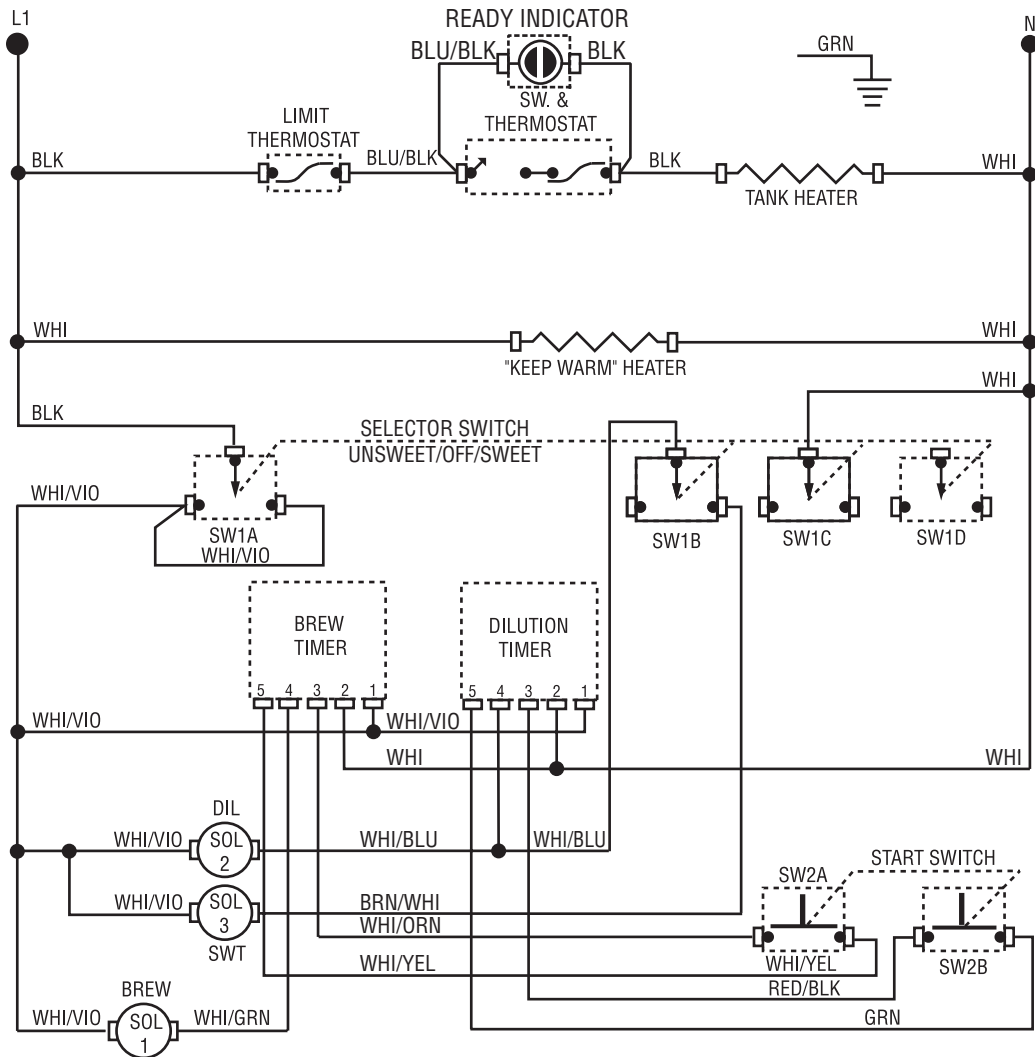 L1
READY INDICATOR
N
BLU/BLK
BLK
GRN
SW. &
THERMOSTAT
LIMIT
THERMOSTAT
BLK
BLU/BLK
BLK
WHI
TANK HEATER
WHI
WHI
"KEEP WARM" HEATER
WHI
BLK
SELECTOR SWITCH
UNSWEET/OFF/SWEET
WHI/VIO
SW1A
WHI/VIO
SW1B
SW1C
SW1D
BREW
TIMER
DILUTION
TIMER
5 4 3 2 1
5 4 3 2 1
WHI/VIO
WHI/VIO
WHI
WHI
DIL
WHI/VIO
SOL
2
WHI/BLU
WHI/BLU
START SWITCH
SW2A
WHI/VIO
SOL
3
BRN/WHI
WHI/ORN
SWT
WHI/YEL
WHI/YEL
SW2B
RED/BLK
BREW
WHI/VIO
SOL
1
WHI/GRN
GRN